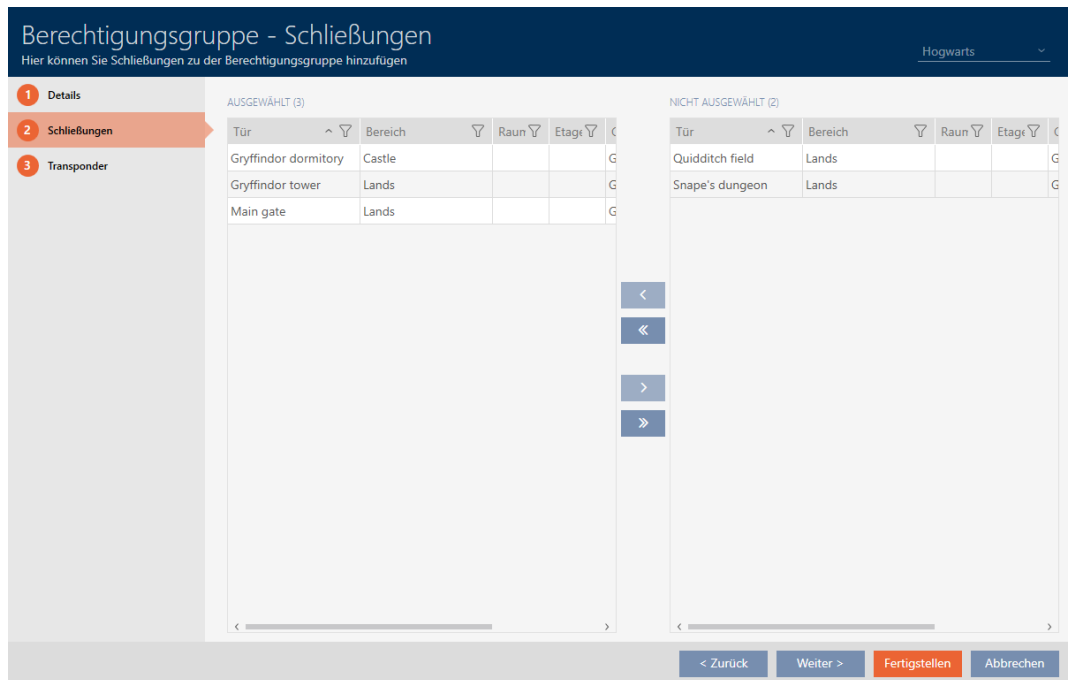 Berechtigungsgruppe - Schließungen
Hier können Sie Schließungen zu der Berechtigungsgruppe hinzufügen
Hogwarts
1 Details
2 Schließungen
3 Transponder
AUSGEWÄHLT (3)
Tür Bereich Raun Etage
Gryffindor dormitory Castle G
Gryffindor tower Lands G
Main gate Lands G
NICHT AUSGEWÄHLT (2)
Tür Bereich Raun Etage
Quidditch field Lands G
Snape's dungeon Lands G
< Zurück Weiter > Fertigstellen Abbrechen